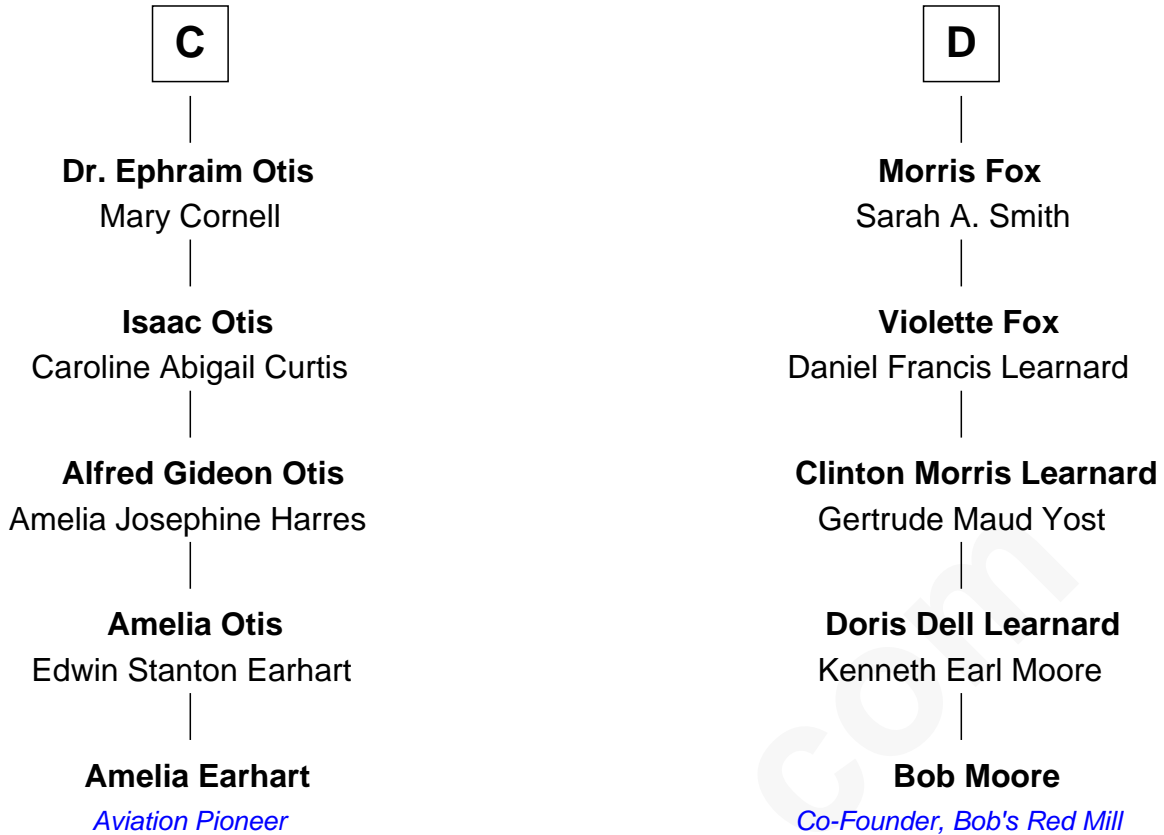 C
Dr. Ephraim Otis
Mary Cornell
Isaac Otis
Caroline Abigail Curtis
Alfred Gideon Otis
Amelia Josephine Harres
Amelia Otis
Edwin Stanton Earhart
Amelia Earhart
Aviation Pioneer
D
Morris Fox
Sarah A. Smith
Violette Fox
Daniel Francis Learnard
Clinton Morris Learnard
Gertrude Maud Yost
Doris Dell Learnard
Kenneth Earl Moore
Bob Moore
Co-Founder, Bob's Red Mill
com